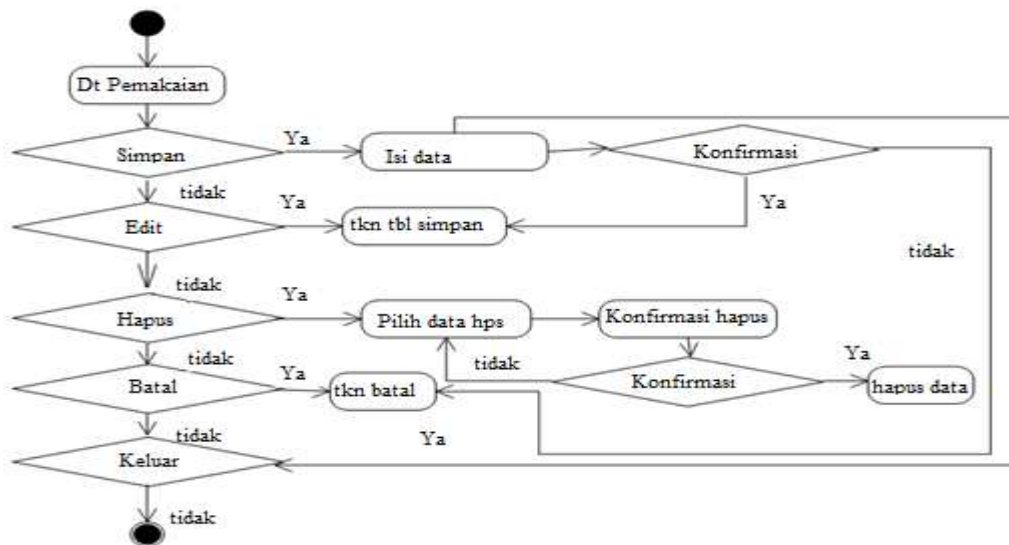 Dt Pemakaian
Simpan
Ya
Isi data
Konfirmasi
tidak
Ya
Edit
Ya
tkn tbl simpan
tidak
tidak
Hapus
Ya
Pilih data hps
Konfirmasi hapus
tidak
tidak
Konfirmasi
Ya
hapus data
Batal
Ya
tkn batal
tidak
Ya
Keluar
tidak